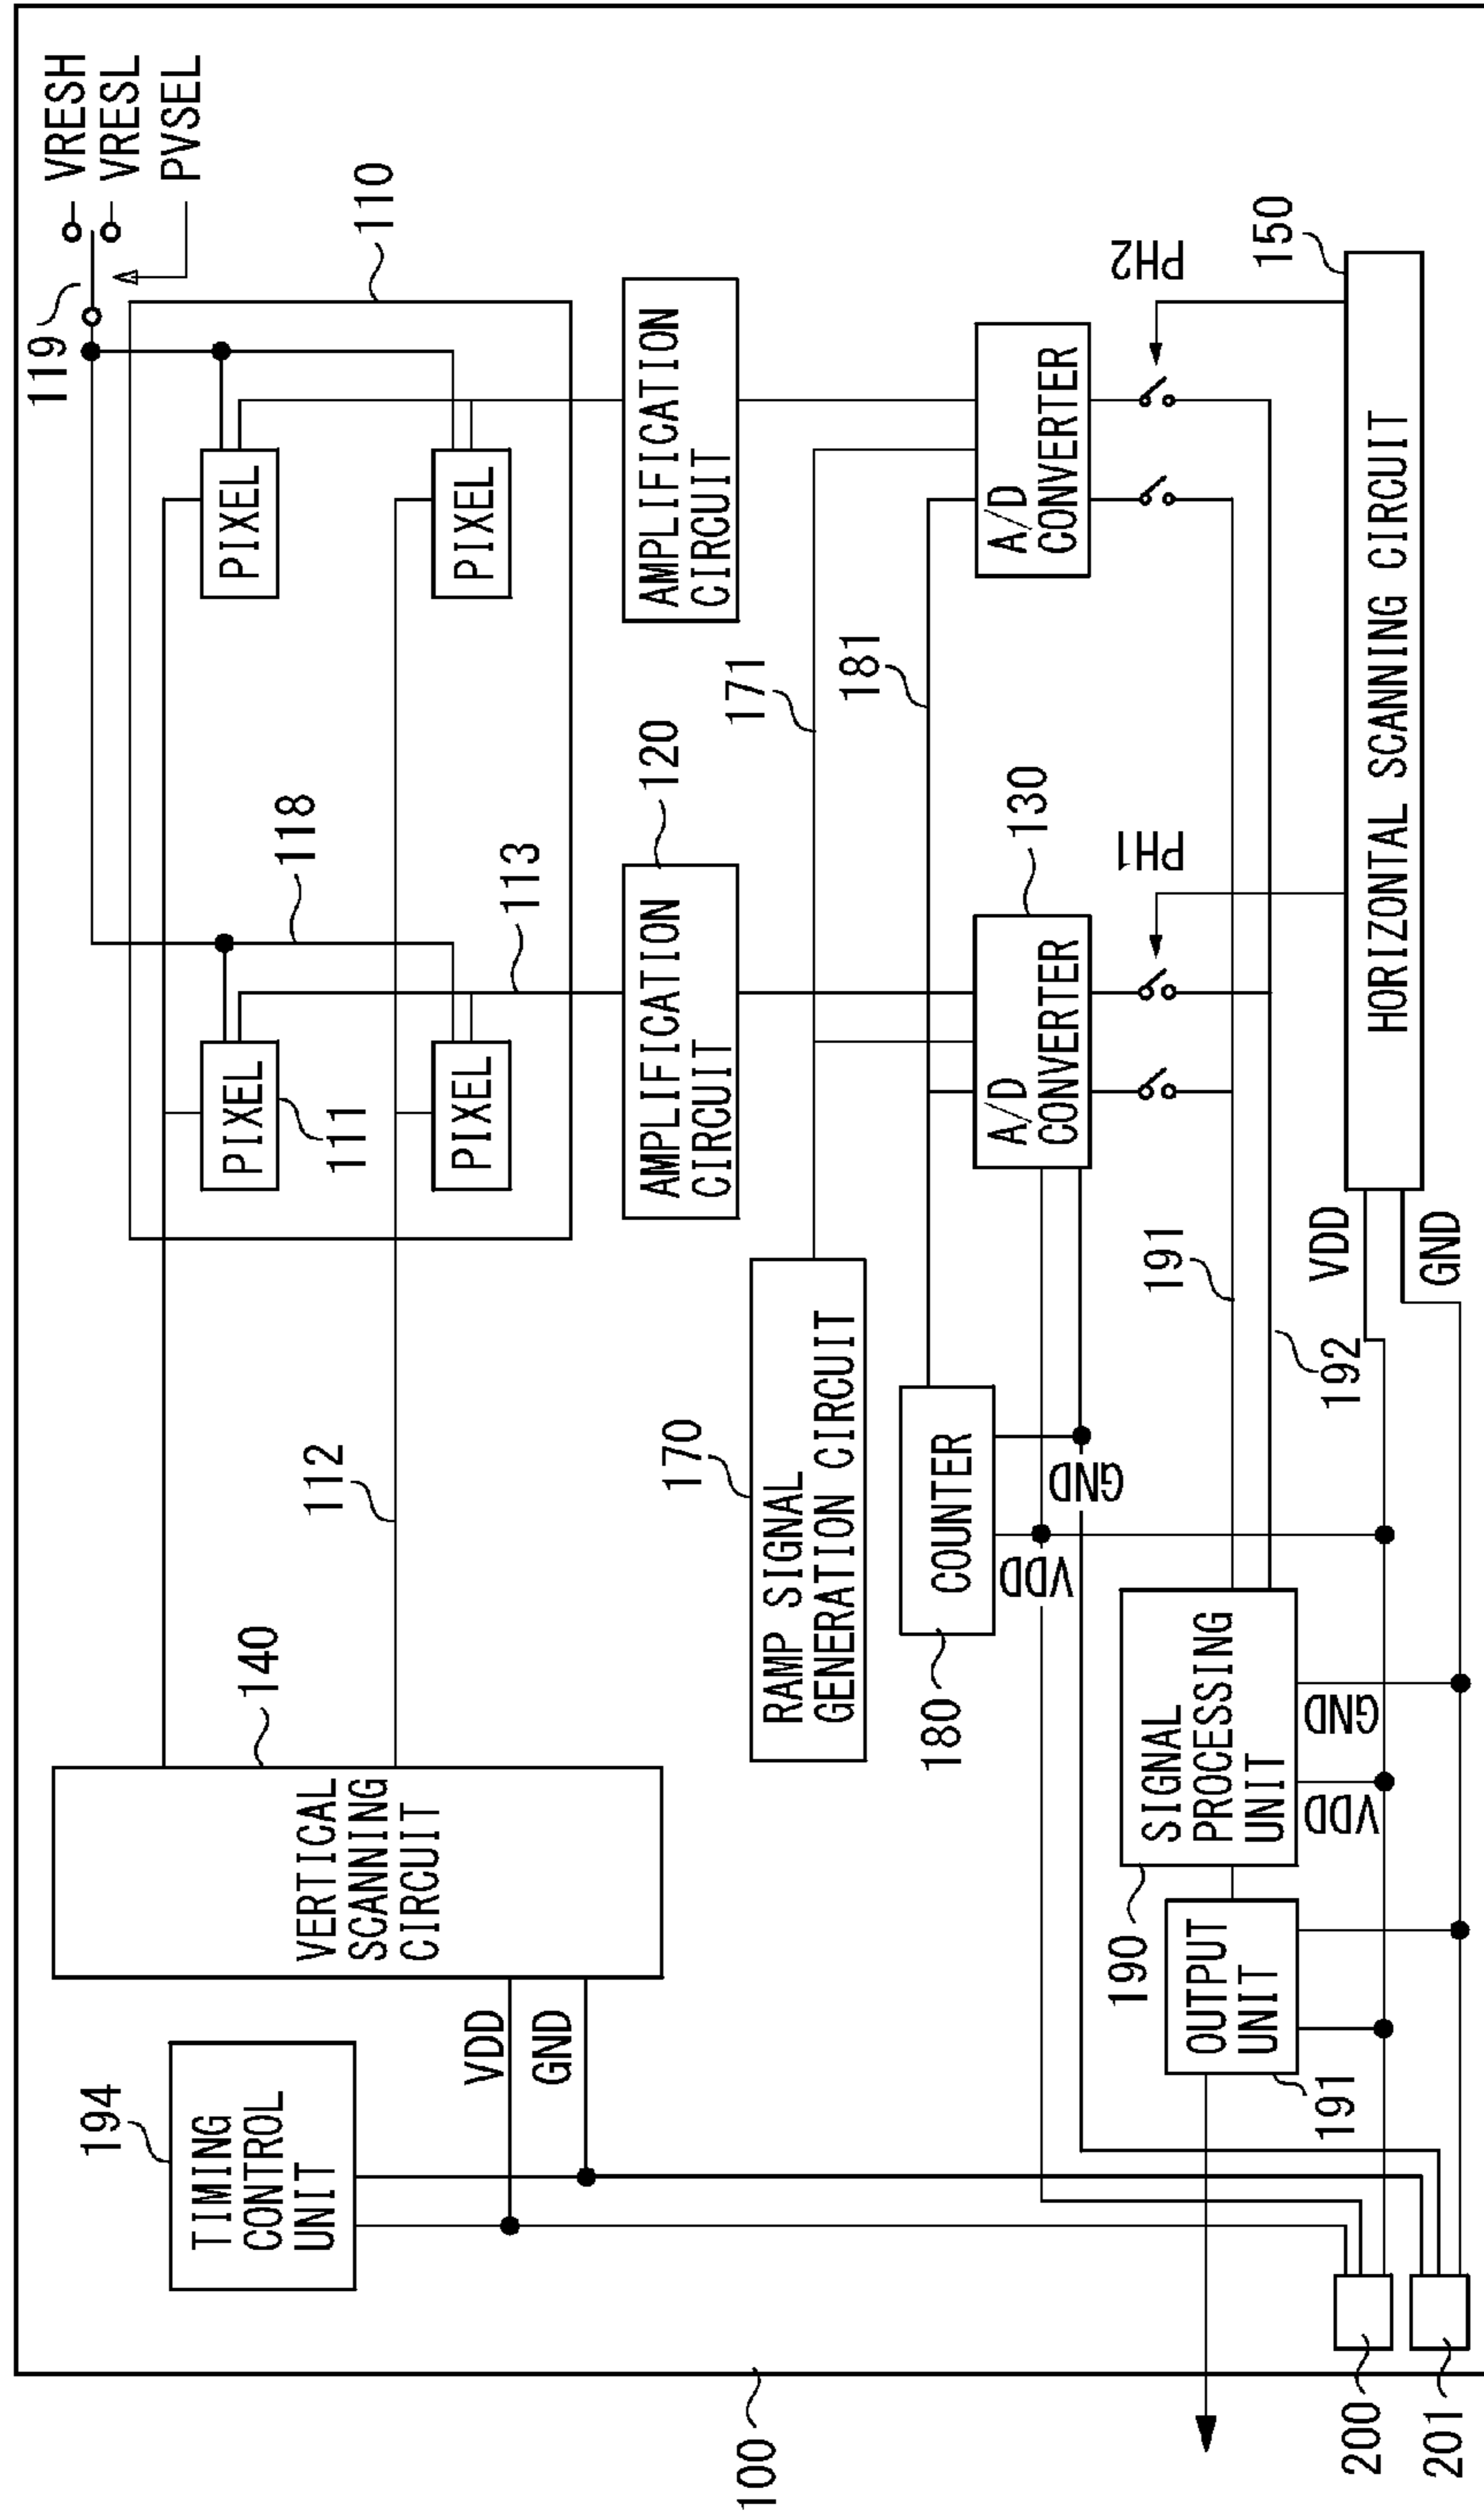 100
194
TIMING
CONTROL
UNIT
140
VERTICAL
SCANNING
CIRCUIT
VDD
GND
112
119
VRESH
VRESL
PVSEL
110
118
113
PIXEL
111
PIXEL
PIXEL
PIXEL
120
AMPLIFICATION
CIRCUIT
AMPLIFICATION
CIRCUIT
170
RAMP SIGNAL
GENERATION CIRCUIT
171
181
180
COUNTER
VDD
GND
130
A/D
CONVERTER
A/D
CONVERTER
PH1
PH2
190
SIGNAL
PROCESSING
UNIT
VDD
GND
191
192
OUTPUT
UNIT
191
150
HORIZONTAL SCANNING CIRCUIT
VDD
GND
200
201